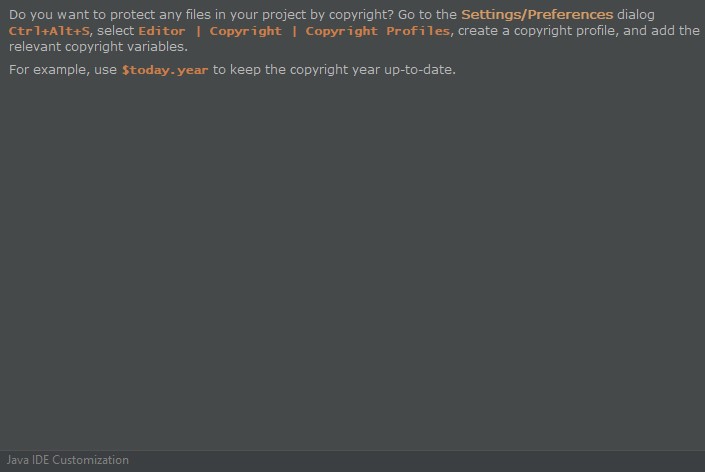 Do you want to protect any files in your project by copyright? Go to the Settings/Preferences dialog
Ctrl+Alt+S, select Editor | Copyright | Copyright Profiles, create a copyright profile, and add the
relevant copyright variables.
For example, use $today.year to keep the copyright year up-to-date.
Java IDE Customization